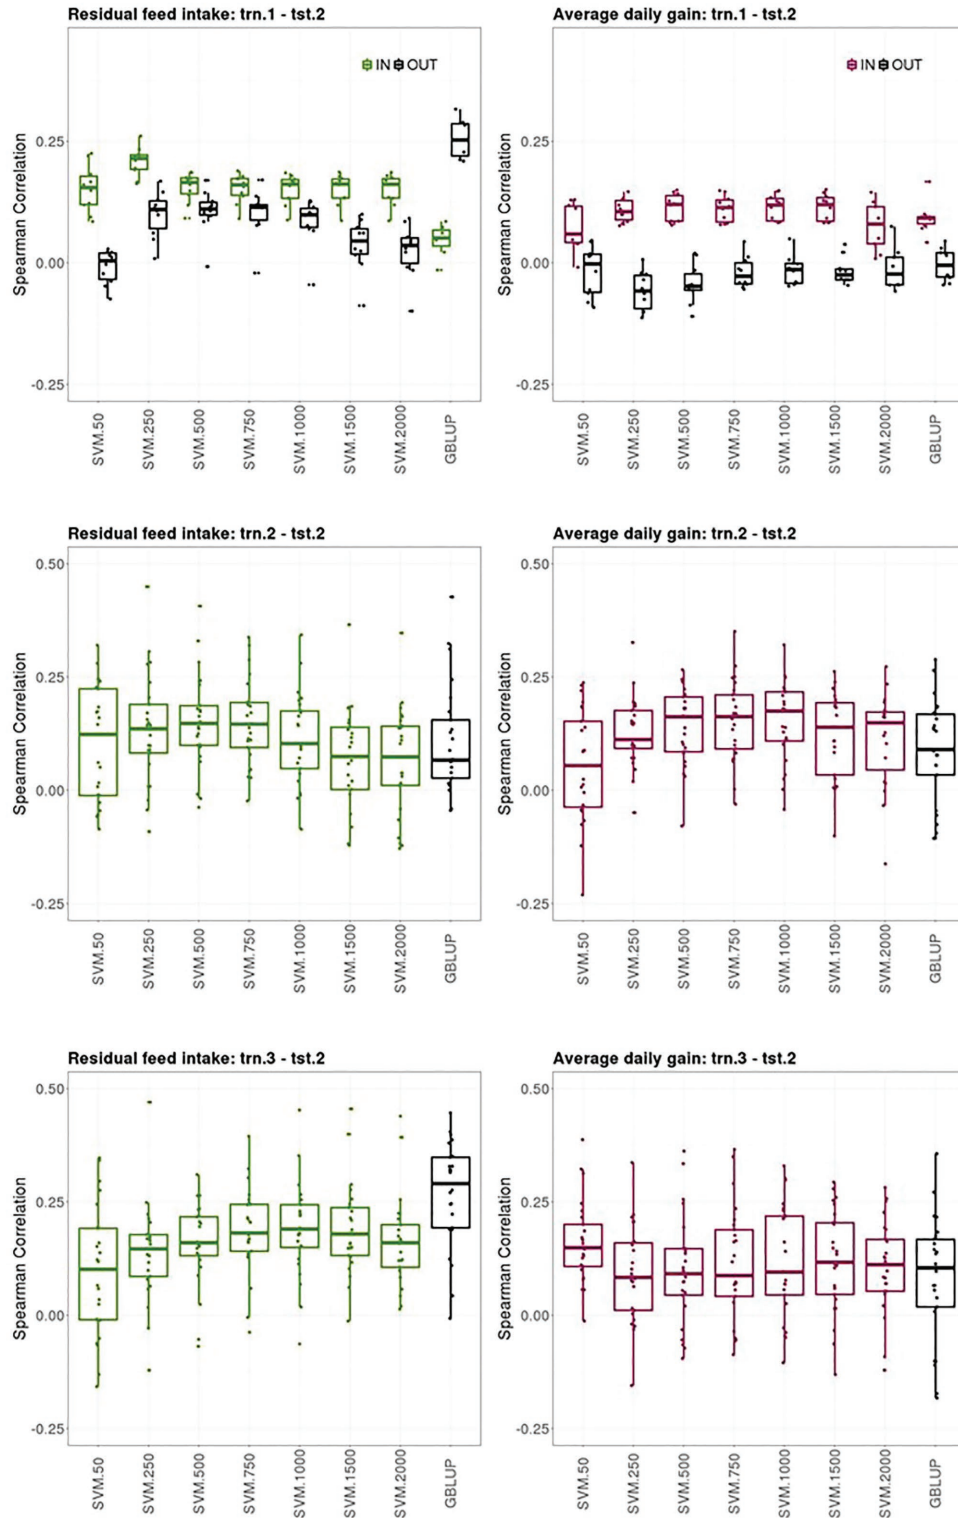 Residual feed intake: trn.1 - tst.2
IN OUT
Spearman Correlation
0.25
0.00
-0.25
SVM.50
SVM.250
SVM.500
SVM.750
SVM.1000
SVM.1500
SVM.2000
GBLUP
Average daily gain: trn.1 - tst.2
IN OUT
Spearman Correlation
0.25
0.00
-0.25
SVM.50
SVM.250
SVM.500
SVM.750
SVM.1000
SVM.1500
SVM.2000
GBLUP
Residual feed intake: trn.2 - tst.2
Spearman Correlation
0.50
0.25
0.00
-0.25
SVM.50
SVM.250
SVM.500
SVM.750
SVM.1000
SVM.1500
SVM.2000
GBLUP
Average daily gain: trn.2 - tst.2
Spearman Correlation
0.50
0.25
0.00
-0.25
SVM.50
SVM.250
SVM.500
SVM.750
SVM.1000
SVM.1500
SVM.2000
GBLUP
Residual feed intake: trn.3 - tst.2
Spearman Correlation
0.50
0.25
0.00
-0.25
SVM.50
SVM.250
SVM.500
SVM.750
SVM.1000
SVM.1500
SVM.2000
GBLUP
Average daily gain: trn.3 - tst.2
Spearman Correlation
0.50
0.25
0.00
-0.25
SVM.50
SVM.250
SVM.500
SVM.750
SVM.1000
SVM.1500
SVM.2000
GBLUP